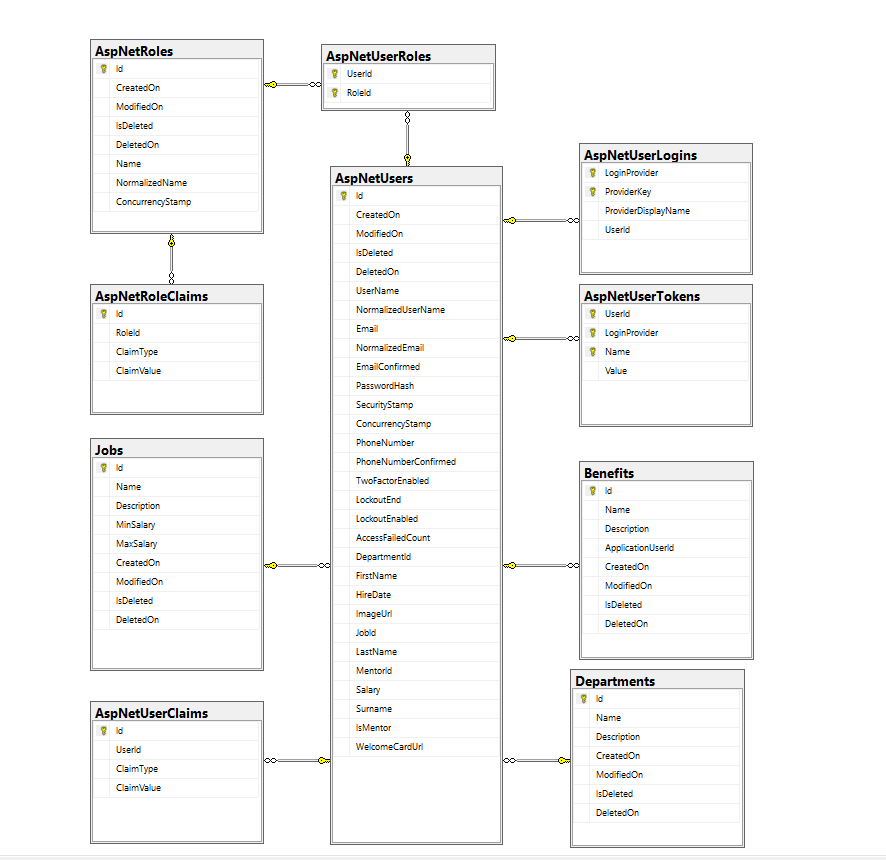 AspNetRoles
Id
CreatedOn
ModifiedOn
IsDeleted
DeletedOn
Name
NormalizedName
ConcurrencyStamp
AspNetUserRoles
UserId
RoleId
AspNetUserLogins
LoginProvider
ProviderKey
ProviderDisplayName
UserId
AspNetUsers
Id
CreatedOn
ModifiedOn
IsDeleted
DeletedOn
UserName
NormalizedUserName
Email
NormalizedEmail
EmailConfirmed
PasswordHash
SecurityStamp
ConcurrencyStamp
PhoneNumber
PhoneNumberConfirmed
TwoFactorEnabled
LockoutEnd
LockoutEnabled
AccessFailedCount
DepartmentId
FirstName
HireDate
ImageUrl
JobId
LastName
MentorId
Salary
Surname
IsMentor
WelcomeCardUrl
AspNetRoleClaims
Id
RoleId
ClaimType
ClaimValue
AspNetUserTokens
UserId
LoginProvider
Name
Value
Jobs
Id
Name
Description
MinSalary
MaxSalary
CreatedOn
ModifiedOn
IsDeleted
DeletedOn
Benefits
Id
Name
Description
ApplicationUserId
CreatedOn
ModifiedOn
IsDeleted
DeletedOn
AspNetUserClaims
Id
UserId
ClaimType
ClaimValue
Departments
Id
Name
Description
CreatedOn
ModifiedOn
IsDeleted
DeletedOn